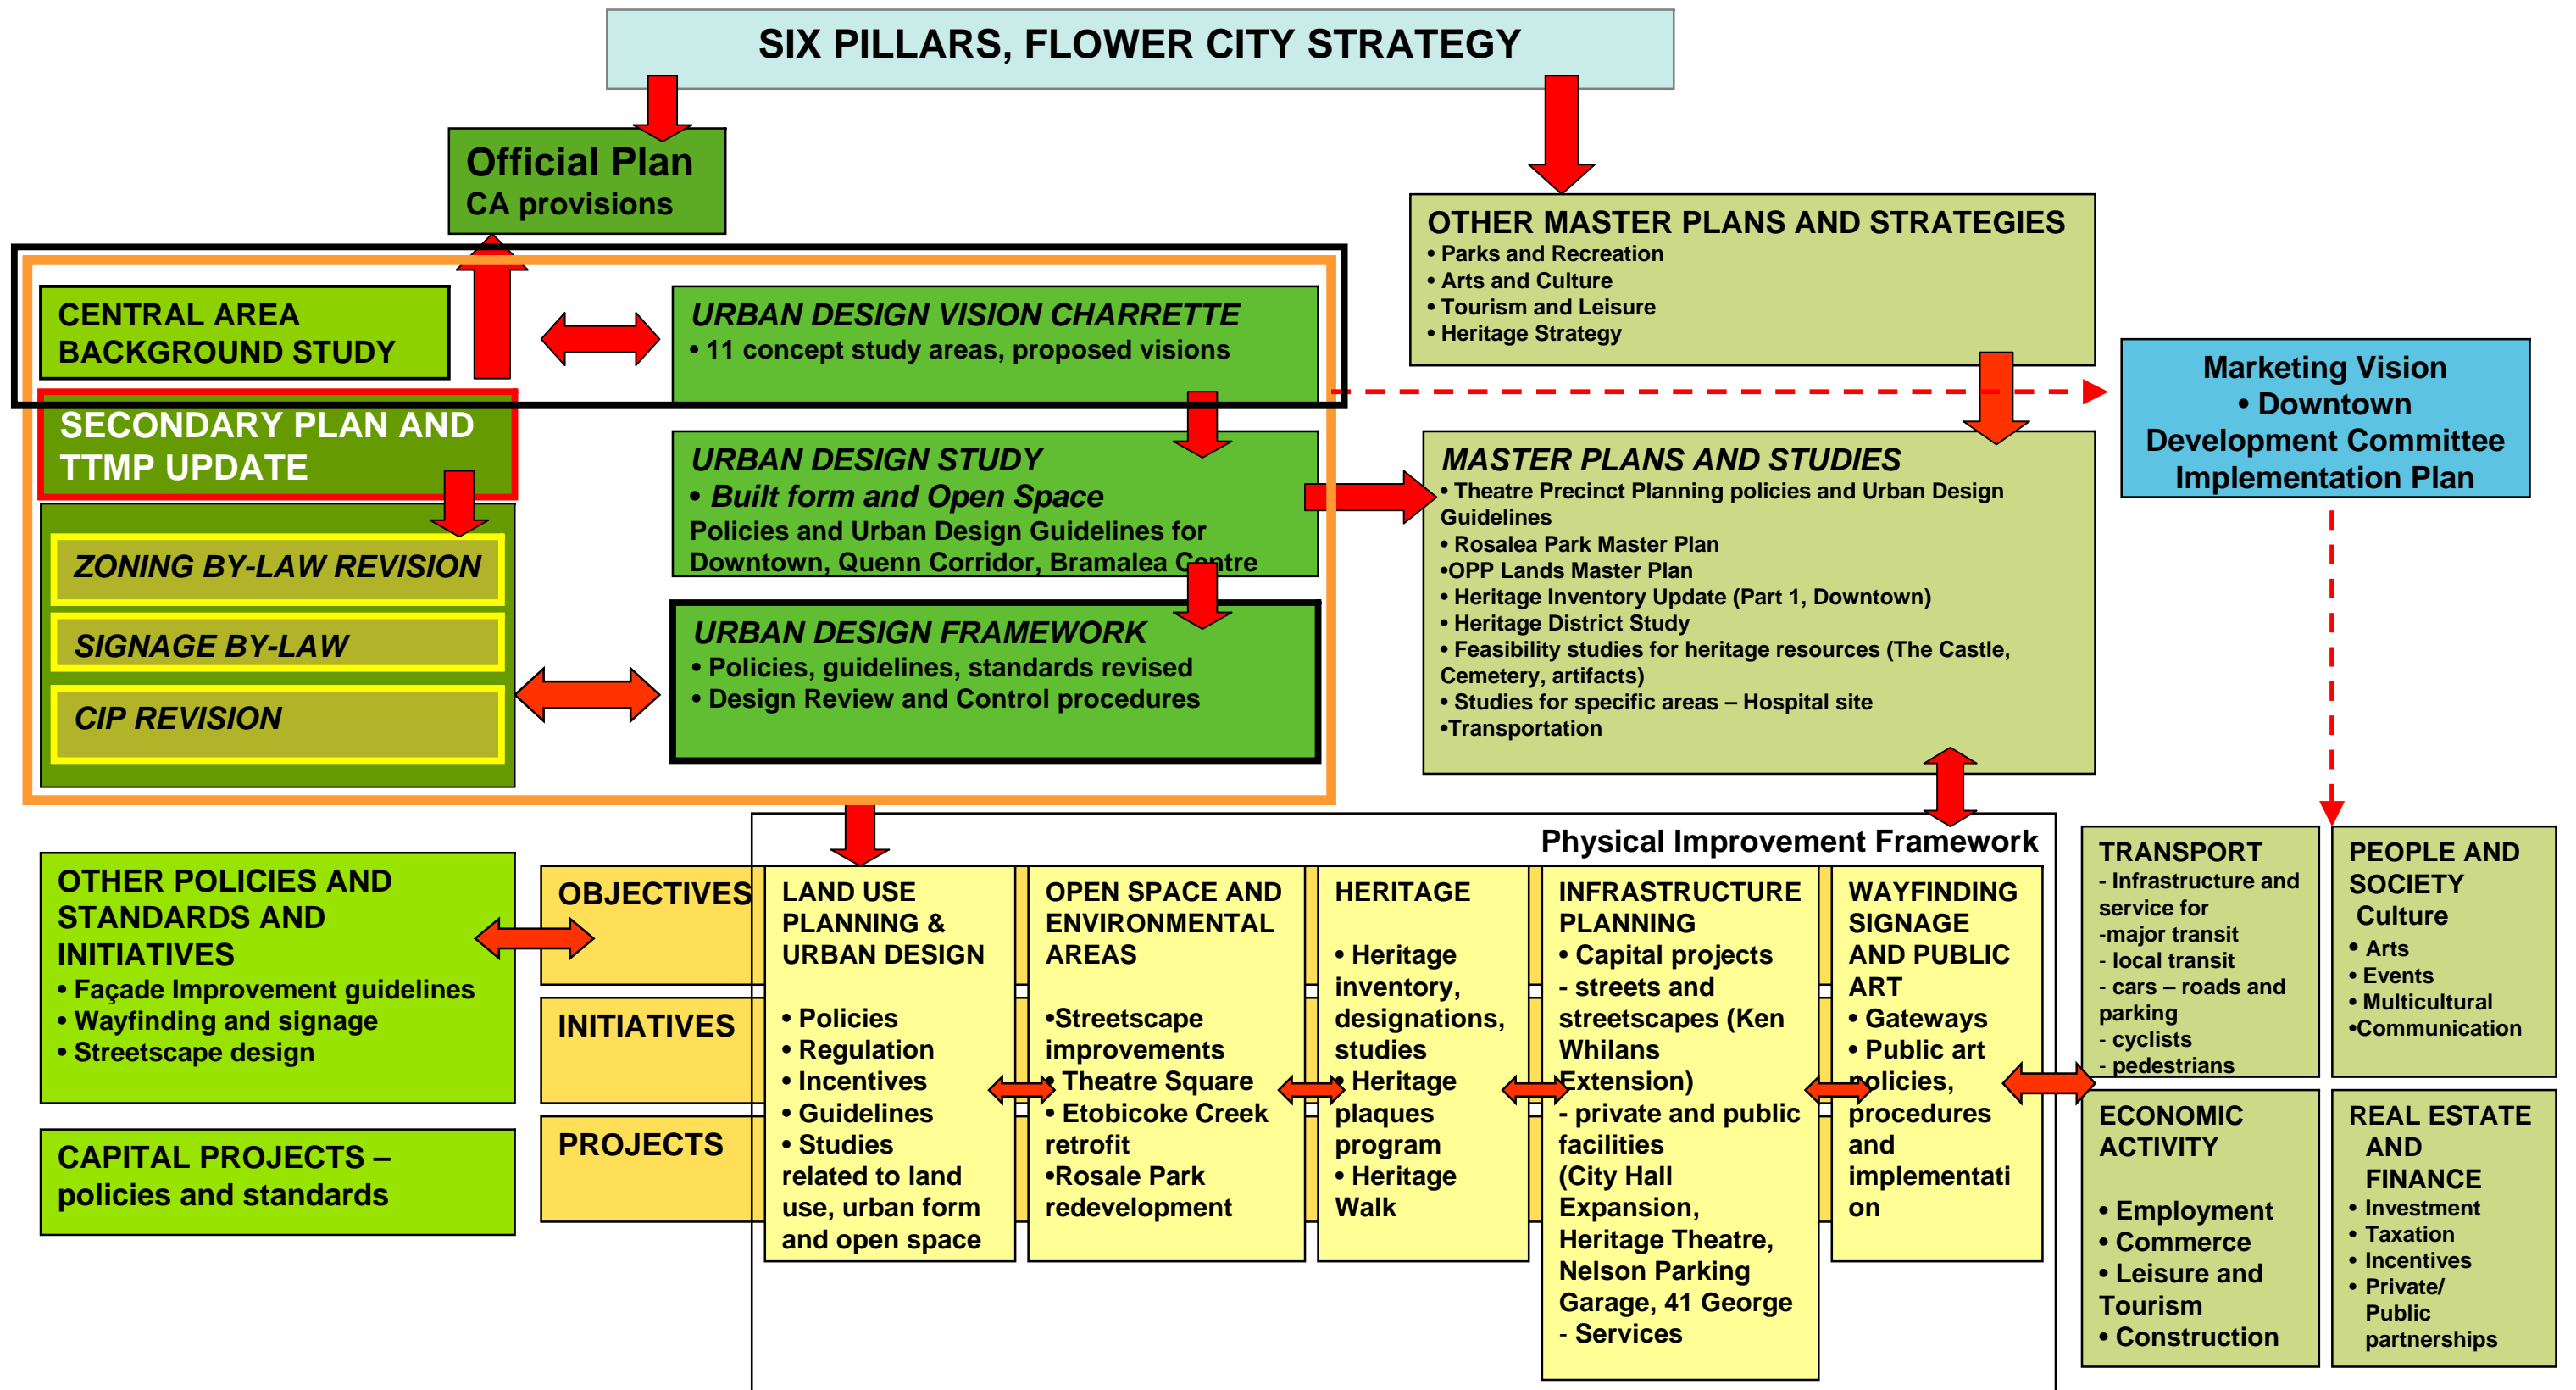 SIX PILLARS, FLOWER CITY STRATEGY
Official Plan
CA provisions
OTHER MASTER PLANS AND STRATEGIES
• Parks and Recreation
• Arts and Culture
• Tourism and Leisure
• Heritage Strategy
CENTRAL AREA
BACKGROUND STUDY
URBAN DESIGN VISION CHARRETTE
• 11 concept study areas, proposed visions
Marketing Vision
• Downtown
Development Committee
Implementation Plan
SECONDARY PLAN AND
TTMP UPDATE
URBAN DESIGN STUDY
• Built form and Open Space
Policies and Urban Design Guidelines for
Downtown, Quenn Corridor, Bramalea Centre
MASTER PLANS AND STUDIES
• Theatre Precinct Planning policies and Urban Design
Guidelines
• Rosalea Park Master Plan
•OPP Lands Master Plan
• Heritage Inventory Update (Part 1, Downtown)
• Heritage District Study
• Feasibility studies for heritage resources (The Castle,
Cemetery, artifacts)
• Studies for specific areas – Hospital site
•Transportation
ZONING BY-LAW REVISION
SIGNAGE BY-LAW
CIP REVISION
URBAN DESIGN FRAMEWORK
• Policies, guidelines, standards revised
• Design Review and Control procedures
Physical Improvement Framework
OTHER POLICIES AND
STANDARDS AND
INITIATIVES
• Façade Improvement guidelines
• Wayfinding and signage
• Streetscape design
CAPITAL PROJECTS –
policies and standards
OBJECTIVES
INITIATIVES
PROJECTS
LAND USE
PLANNING &
URBAN DESIGN
• Policies
• Regulation
• Incentives
• Guidelines
• Studies
related to land
use, urban form
and open space
OPEN SPACE AND
ENVIRONMENTAL
AREAS
•Streetscape
improvements
• Theatre Square
• Etobicoke Creek
retrofit
•Rosale Park
redevelopment
HERITAGE
• Heritage
inventory,
designations,
studies
• Heritage
plaques
program
• Heritage
Walk
INFRASTRUCTURE
PLANNING
• Capital projects
- streets and
streetscapes (Ken
Whilans
Extension)
- private and public
facilities
(City Hall
Expansion,
Heritage Theatre,
Nelson Parking
Garage, 41 George
- Services
WAYFINDING
SIGNAGE
AND PUBLIC
ART
• Gateways
• Public art
policies,
procedures
and
implementati
on
TRANSPORT
- Infrastructure and
service for
-major transit
- local transit
- cars – roads and
parking
- cyclists
- pedestrians
PEOPLE AND
SOCIETY
Culture
• Arts
• Events
• Multicultural
•Communication
ECONOMIC
ACTIVITY
• Employment
• Commerce
• Leisure and
Tourism
• Construction
REAL ESTATE
AND
FINANCE
• Investment
• Taxation
• Incentives
• Private/
Public
partnerships